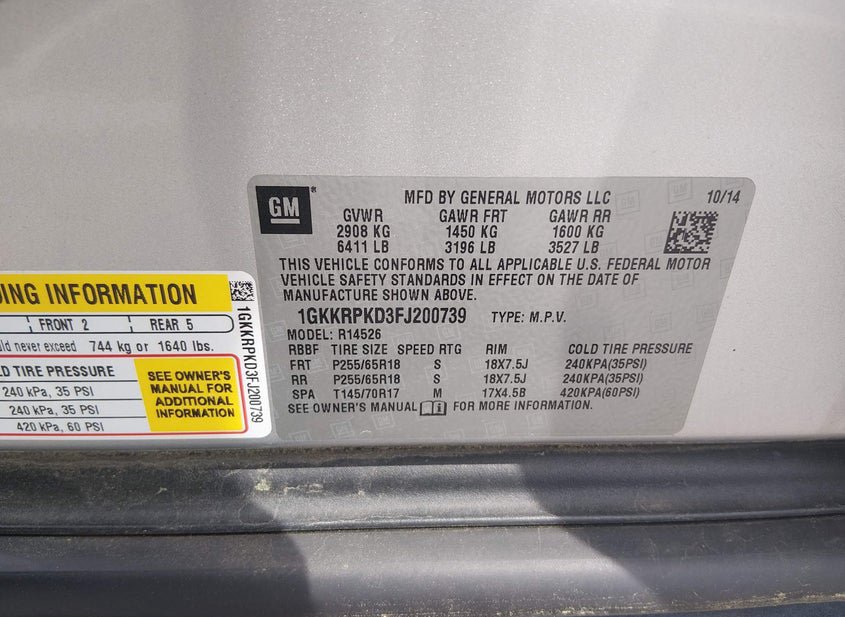 GM ®
MFD BY GENERAL MOTORS LLC 10/14
GVWR GAWR FRT GAWR RR
2908 KG 1450 KG 1600 KG
6411 LB 3196 LB 3527 LB
THIS VEHICLE CONFORMS TO ALL APPLICABLE U.S. FEDERAL MOTOR
VEHICLE SAFETY STANDARDS IN EFFECT ON THE DATE OF
MANUFACTURE SHOWN ABOVE.
1GKKRPKD3FJ200739 TYPE: M.P.V.
MODEL: R14526
RBBF TIRE SIZE SPEED RTG RIM COLD TIRE PRESSURE
FRT P255/65R18 S 18X7.5J 240KPA(35PSI)
RR P255/65R18 S 18X7.5J 240KPA(35PSI)
SPA T145/70R17 M 17X4.5B 420KPA(60PSI)
SEE OWNER'S MANUAL FOR MORE INFORMATION.
DING INFORMATION
FRONT 2 REAR 5
uld never exceed 744 kg or 1640 lbs.
LD TIRE PRESSURE
240 kPa, 35 PSI
240 kPa, 35 PSI
420 kPa, 60 PSI
SEE OWNER'S
MANUAL FOR
ADDITIONAL
INFORMATION
1GKKRPKD3FJ200739